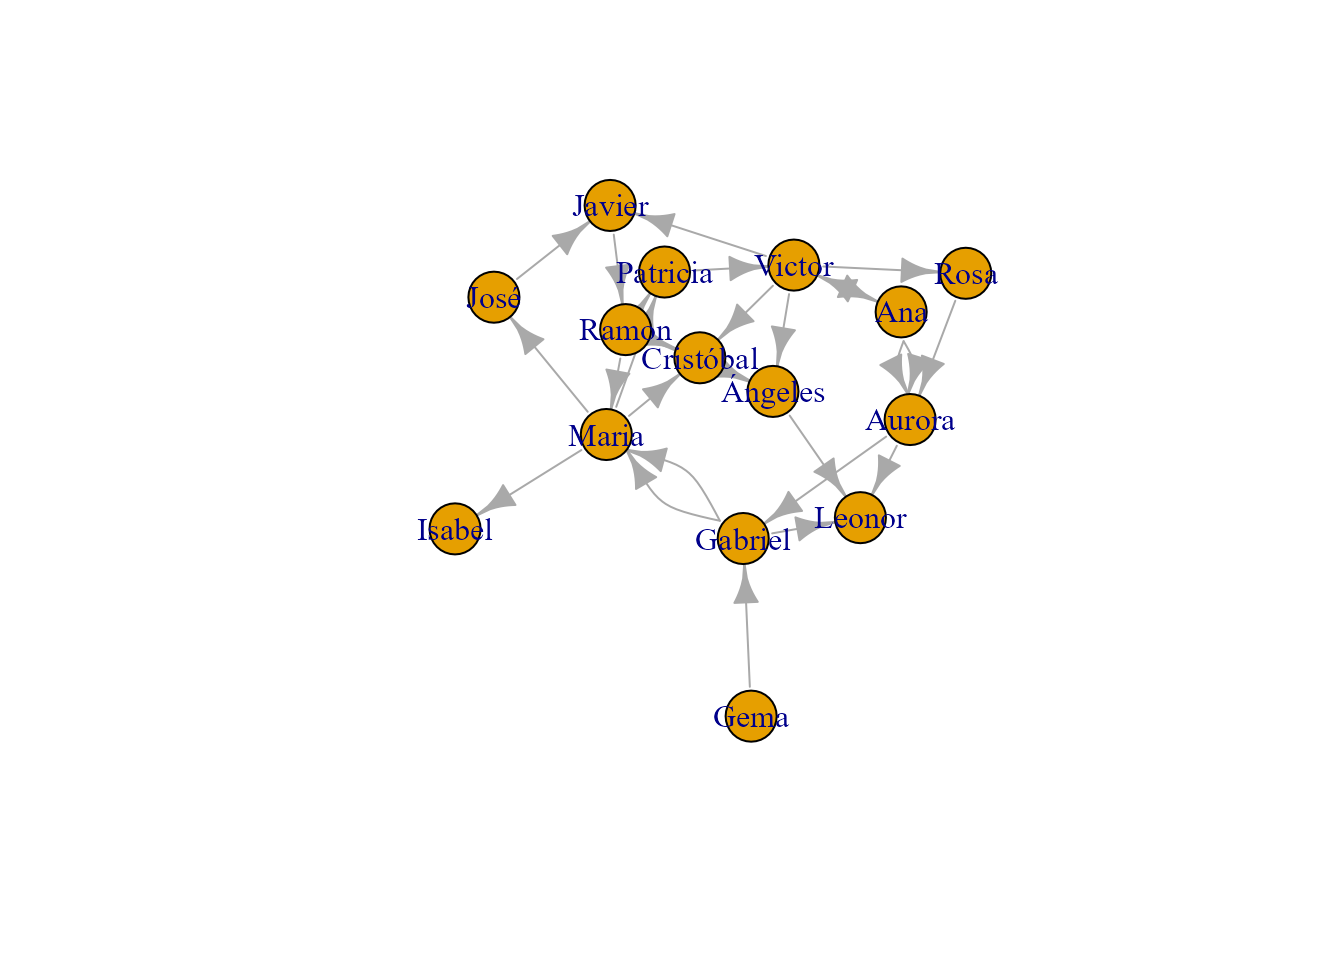 Javier
Patricia
Victor
Rosa
José
Ana
Ramon
Cristóbal
Ángeles
Aurora
Maria
Isabel
Leonor
Gabriel
Gema